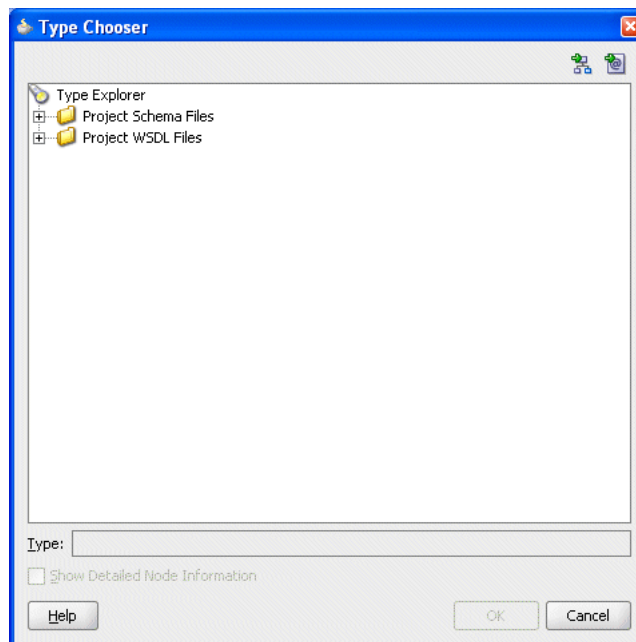 Type Chooser
Type Explorer
Project Schema Files
Project WSDL Files
Type:
Show Detailed Node Information
Help
OK
Cancel